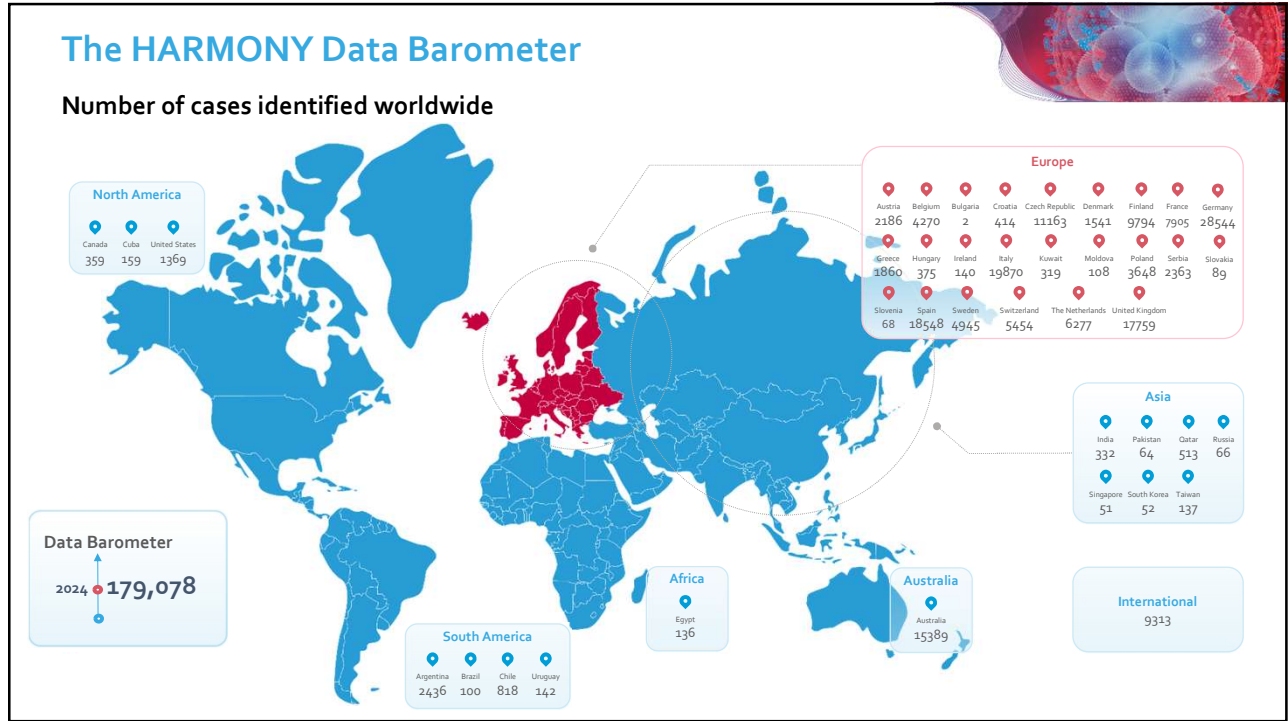 The HARMONY Data Barometer
Number of cases identified worldwide
North America
Canada Cuba United States
359 159 1369
Europe
Austria Belgium Bulgaria Croatia Czech Republic Denmark Finland France Germany
2186 4270 2 414 11163 1541 9794 7905 28544
Greece Hungary Ireland Italy Kuwait Moldova Poland Serbia Slovakia
1860 375 140 19870 319 108 3648 2363 89
Slovenia Spain Sweden Switzerland The Netherlands United Kingdom
68 18548 4945 5454 6277 17759
Asia
India Pakistan Qatar Russia
332 64 513 66
Singapore South Korea Taiwan
51 52 137
Data Barometer
2024 179,078
Africa
Egypt
136
Australia
Australia
15389
International
9313
South America
Argentina Brazil Chile Uruguay
2436 100 818 142